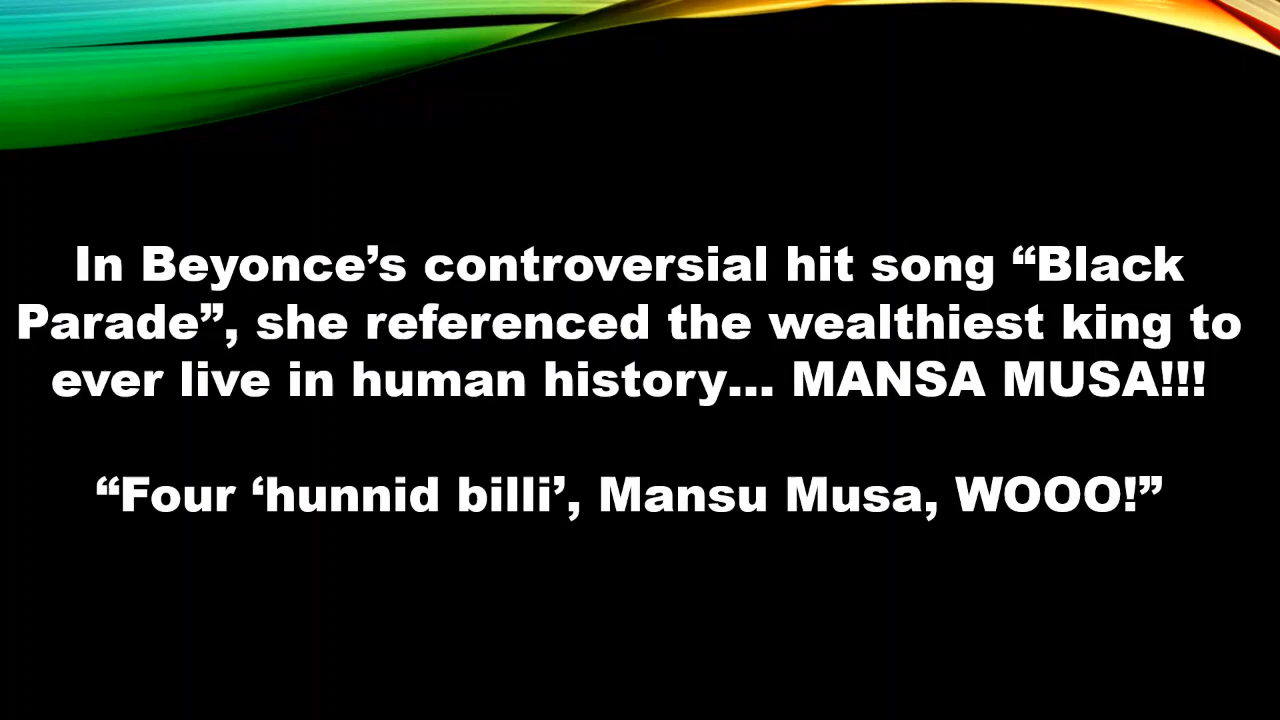 In Beyonce’s controversial hit song “Black
Parade”, she referenced the wealthiest king to
ever live in human history… MANSA MUSA!!!
“Four ‘hunnid billi’, Mansu Musa, WOOO!”